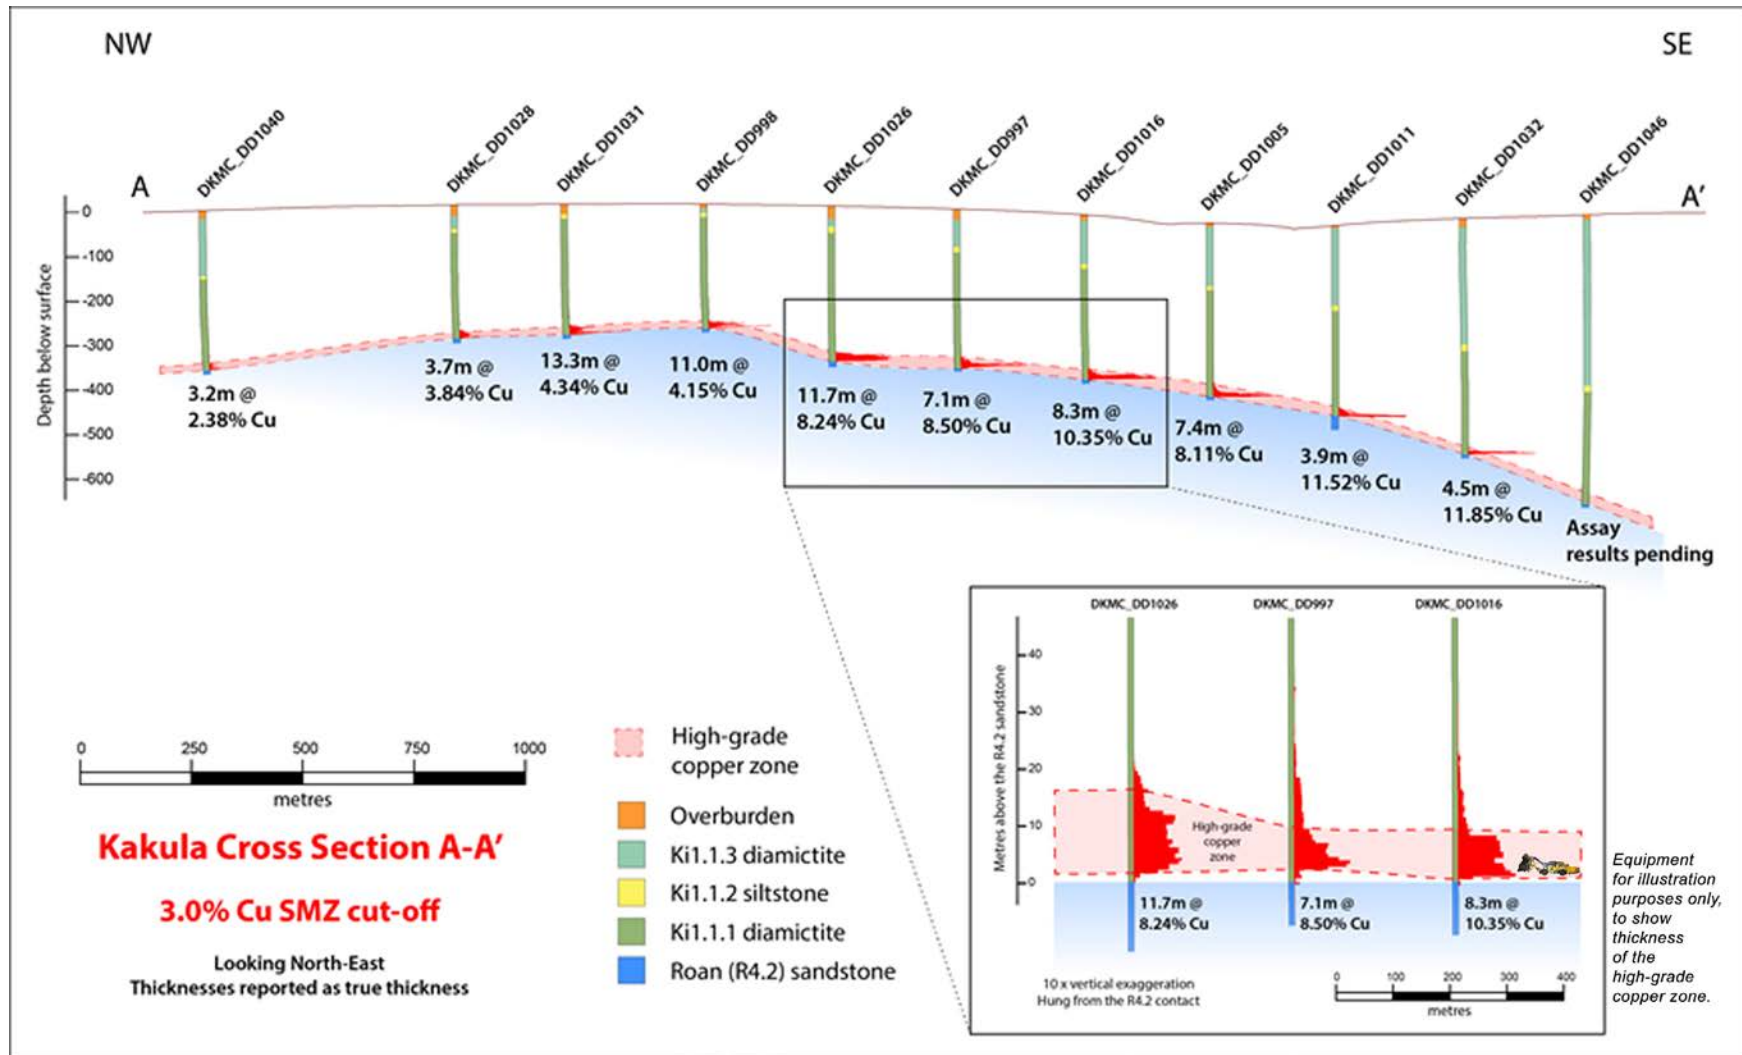 NW
SE
A
A’
DKMC_DD1040
DKMC_DD1028
DKMC_DD1031
DKMC_DD998
DKMC_DD1026
DKMC_DD997
DKMC_DD1016
DKMC_DD1005
DKMC_DD1011
DKMC_DD1032
DKMC_DD1046
Depth below surface
0
-100
-200
-300
-400
-500
-600
3.2m @
2.38% Cu
3.7m @
3.84% Cu
13.3m @
4.34% Cu
11.0m @
4.15% Cu
11.7m @
8.24% Cu
7.1m @
8.50% Cu
8.3m @
10.35% Cu
7.4m @
8.11% Cu
3.9m @
11.52% Cu
4.5m @
11.85% Cu
Assay
results pending
0 250 500 750 1000
metres
Kakula Cross Section A-A’
3.0% Cu SMZ cut-off
Looking North-East
Thicknesses reported as true thickness
High-grade
copper zone
Overburden
Ki1.1.3 diamictite
Ki1.1.2 siltstone
Ki1.1.1 diamictite
Roan (R4.2) sandstone
DKMC_DD1026
DKMC_DD997
DKMC_DD1016
Metres above the R4.2 sandstone
40
30
20
10
0
High-grade
copper
zone
11.7m @
8.24% Cu
7.1m @
8.50% Cu
8.3m @
10.35% Cu
10 x vertical exaggeration
Hung from the R4.2 contact
0 100 200 300 400
metres
Equipment
for illustration
purposes only,
to show
thickness
of the
high-grade
copper zone.